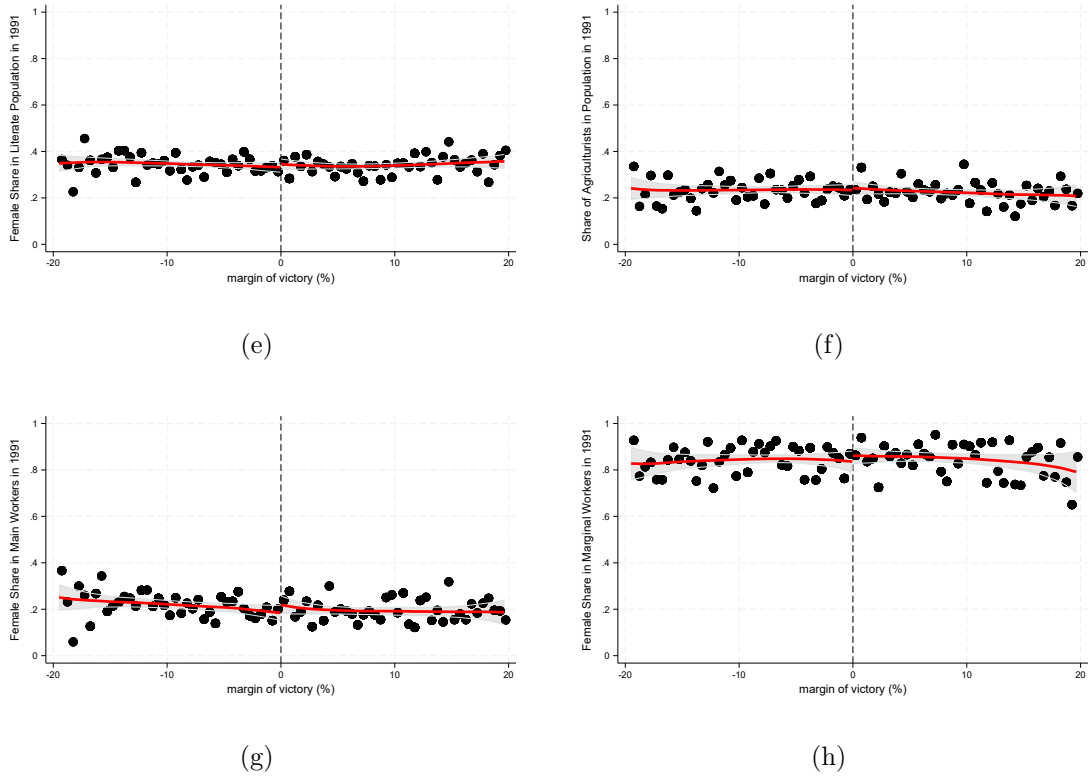 Female Share in Literate Population in 1991
1
.8
.6
.4
.2
0
-20 -10 0 10 20
margin of victory (%)
(e)
Share of Agriculturists in Population in 1991
1
.8
.6
.4
.2
0
-20 -10 0 10 20
margin of victory (%)
(f)
Female Share in Main Workers in 1991
1
.8
.6
.4
.2
0
-20 -10 0 10 20
margin of victory (%)
(g)
Female Share in Marginal Workers in 1991
1
.8
.6
.4
.2
0
-20 -10 0 10 20
margin of victory (%)
(h)